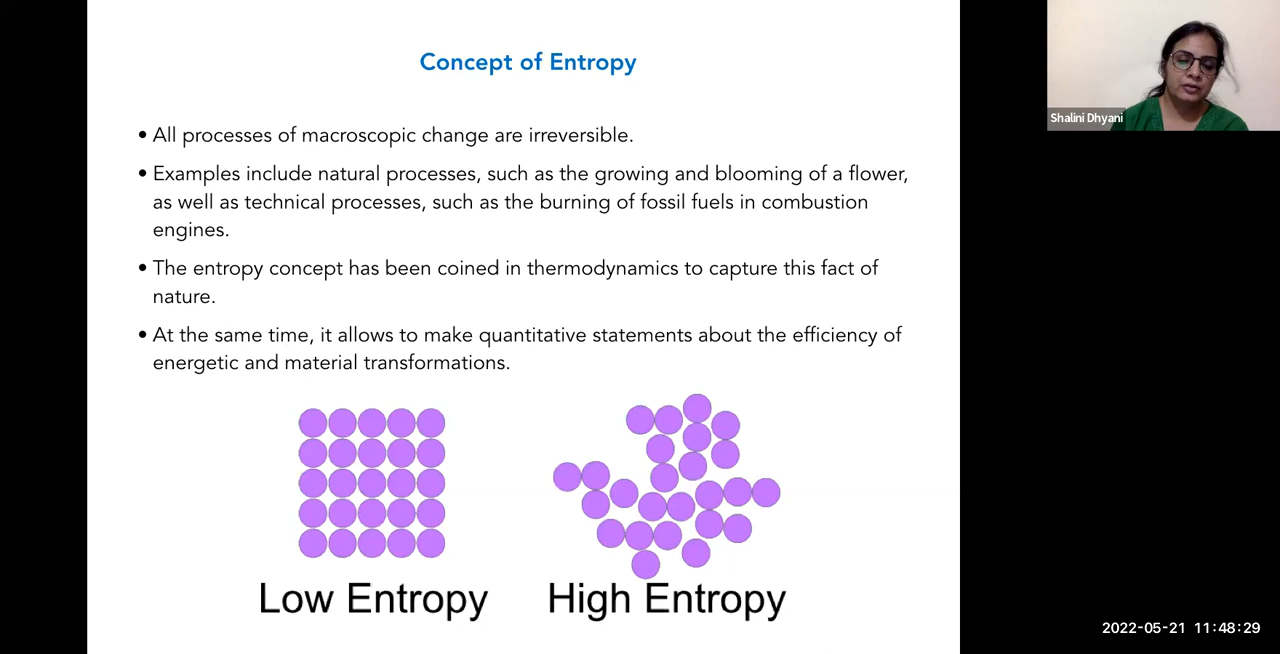 Concept of Entropy
Shalini Dhyani
• All processes of macroscopic change are irreversible.
• Examples include natural processes, such as the growing and blooming of a flower,
as well as technical processes, such as the burning of fossil fuels in combustion
engines.
• The entropy concept has been coined in thermodynamics to capture this fact of
nature.
• At the same time, it allows to make quantitative statements about the efficiency of
energetic and material transformations.
Low Entropy
High Entropy
2022-05-21 11:48:29